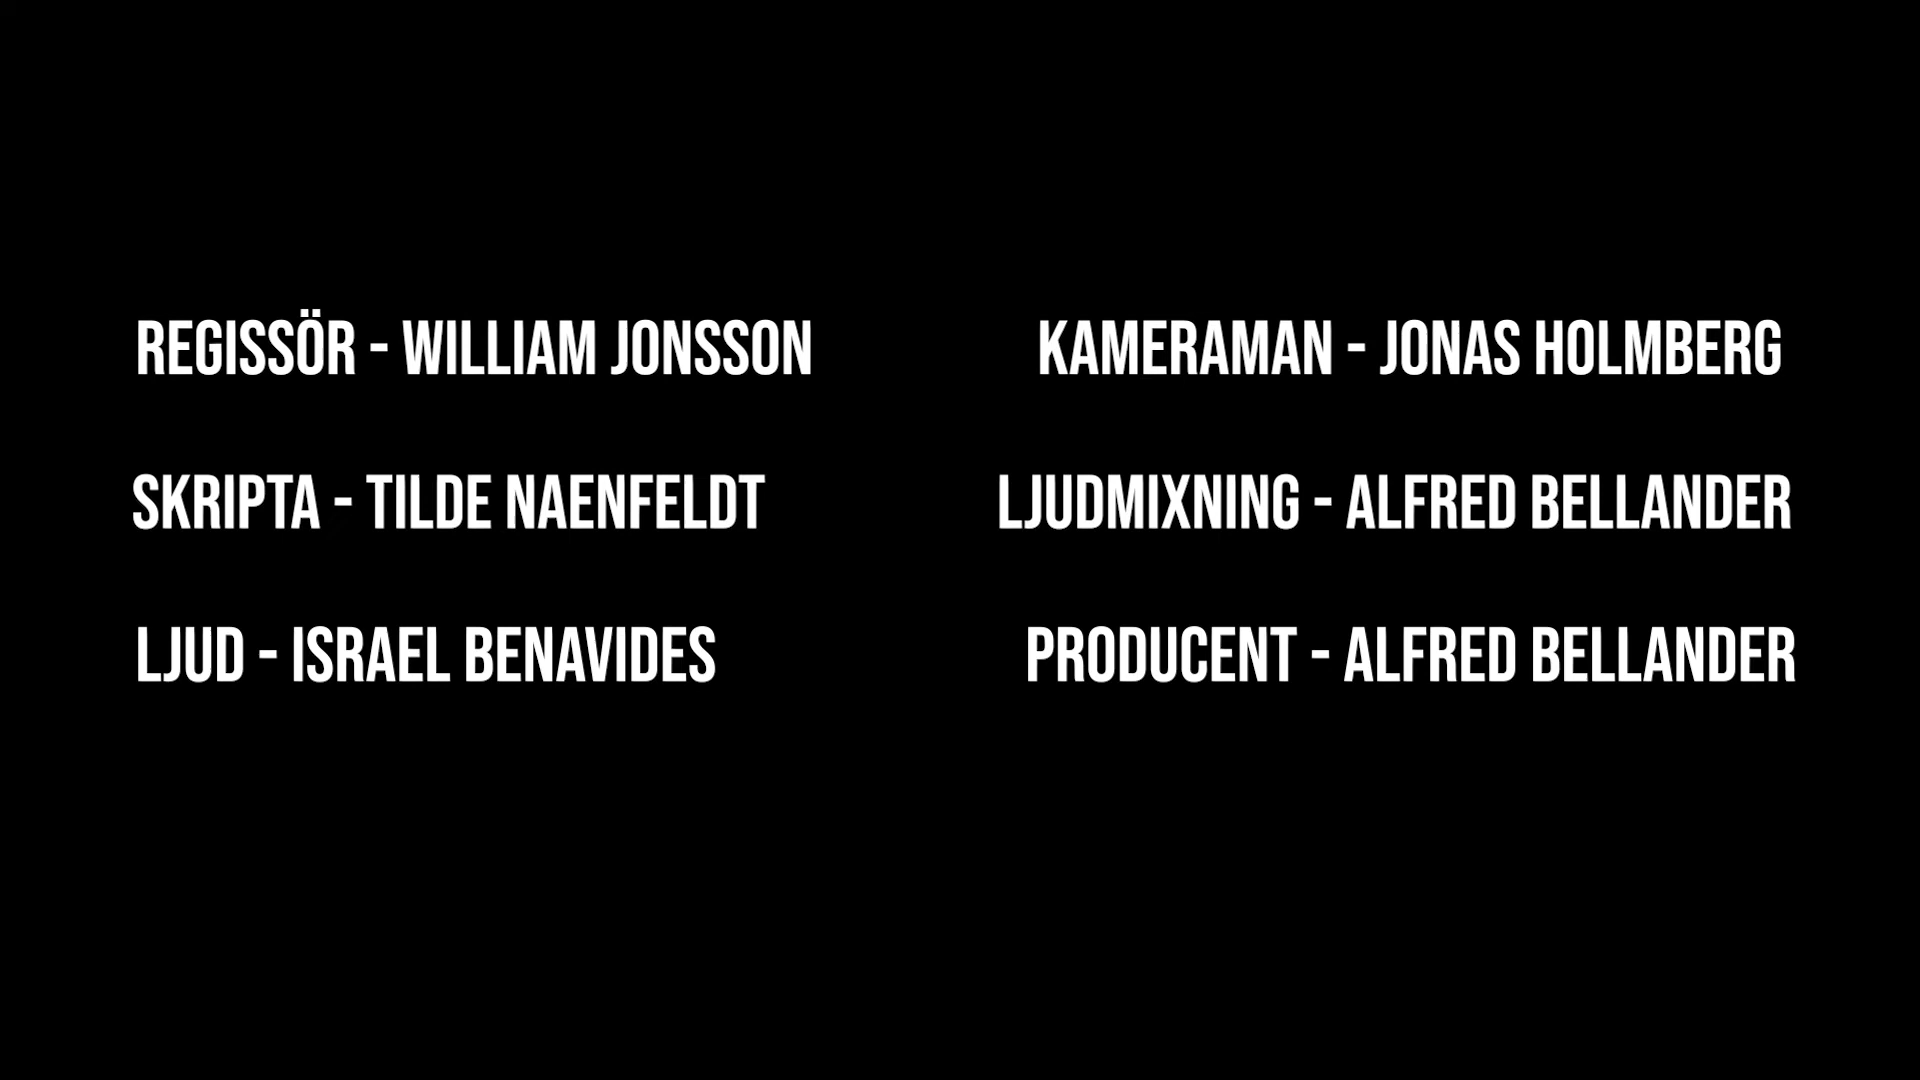 REGISSÖR - WILLIAM JONSSON
SKRIPTA - TILDE NAENFELDT
LJUD - ISRAEL BENAVIDES
KAMERAMAN - JONAS HOLMBERG
LJUDMIXNING - ALFRED BELLANDER
PRODUCENT - ALFRED BELLANDER